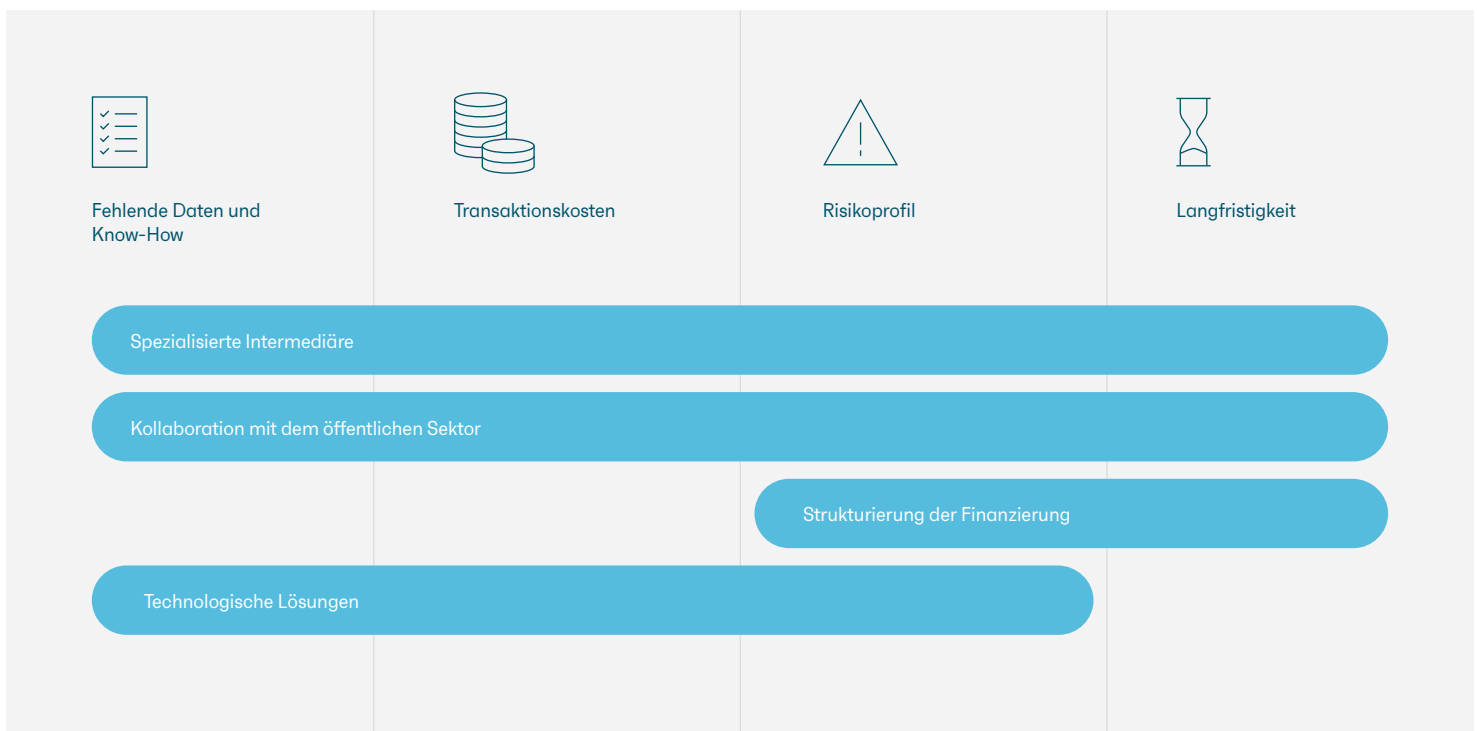 Fehlende Daten und
Know-How
Transaktionskosten
Risikoprofil
Langfristigkeit
Spezialisierte Intermediäre
Kollaboration mit dem öffentlichen Sektor
Strukturierung der Finanzierung
Technologische Lösungen